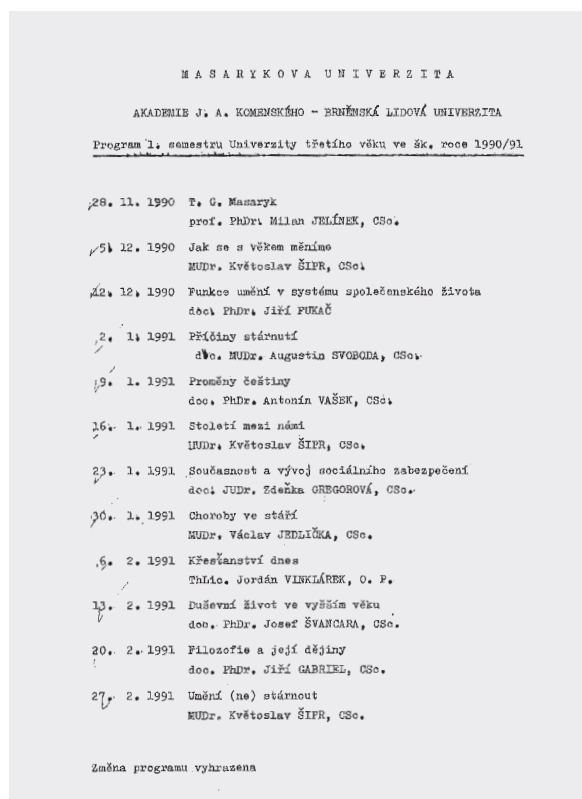 MASARYKOVA UNIVERZITA
AKADEMIE J. A. KOMENSKÉHO - BRNĚNSKÁ LIDOVÁ UNIVERZITA
Program 1. semestru Univerzity třetího věku ve šk. roce 1990/91
28. 11. 1990 T. G. Masaryk
prof. PhDr. Milan JELÍNEK, CSc.
5. 12. 1990 Jak se s věkem měníme
MUDr. Květoslav ŠIPR, CSc.
12. 12. 1990 Funkce umění v systému společenského života
doc. PhDr. Jiří FUKAČ
2. 1. 1991 Příčiny stárnutí
doc. MUDr. Augustin SVOBODA, CSc.
9. 1. 1991 Proměny češtiny
doc. PhDr. Antonín VAŠEK, CSc.
16. 1. 1991 Století mezi námi
MUDr. Květoslav ŠIPR, CSc.
23. 1. 1991 Současnost a vývoj sociálního zabezpečení
doc. JUDr. Zdeňka GREGOROVÁ, CSc.
30. 1. 1991 Choroby ve stáří
MUDr. Václav JEDLIČKA, CSc.
6. 2. 1991 Křesťanství dnes
ThLic. Jordán VINKLÁREK, O. P.
13. 2. 1991 Duševní život ve vyšším věku
doc. PhDr. Josef ŠVANCARA, CSc.
20. 2. 1991 Filozofie a její dějiny
doc. PhDr. Jiří GABRIEL, CSc.
27. 2. 1991 Umění (ne) stárnout
MUDr. Květoslav ŠIPR, CSc.
Změna programu vyhrazena